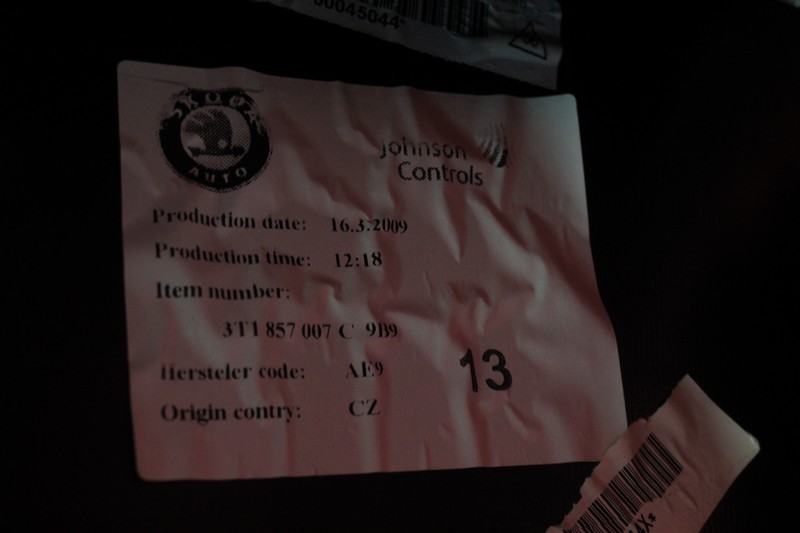 00045044*
ŠKODA
AUTO
Johnson
Controls
Production date: 16.3.2009
Production time: 12:18
Item number:
3T1 857 007 C 9B9
Hersteler code: AE9
13
Origin contry: CZ